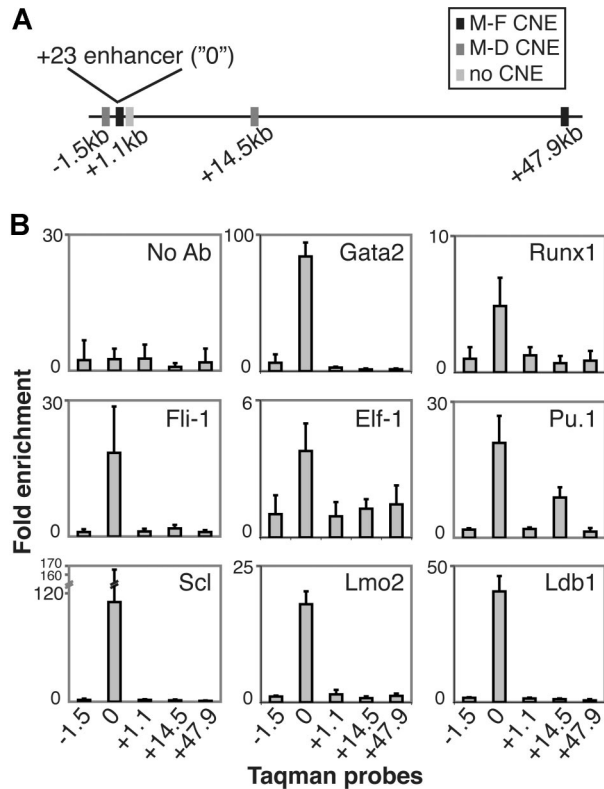 A
M-F CNE
M-D CNE
no CNE
+23 enhancer ("0")
-1.5kb
+1.1kb
+14.5kb
+47.9kb
B
Fold enrichment
30
0
No Ab
100
0
Gata2
10
0
Runx1
30
0
Fli-1
6
0
Elf-1
30
0
Pu.1
170
160
120
0
Scl
25
0
Lmo2
50
0
Ldb1
-1.5
0
+1.1
+14.5
+47.9
-1.5
0
+1.1
+14.5
+47.9
-1.5
0
+1.1
+14.5
+47.9
Taqman probes